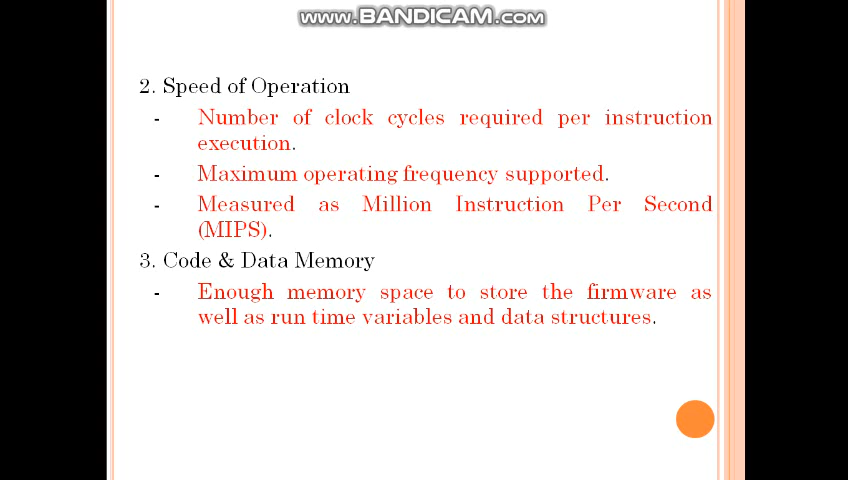 www.BANDICAM.com
2. Speed of Operation
- Number of clock cycles required per instruction
execution.
- Maximum operating frequency supported.
- Measured as Million Instruction Per Second
(MIPS).
3. Code & Data Memory
- Enough memory space to store the firmware as
well as run time variables and data structures.